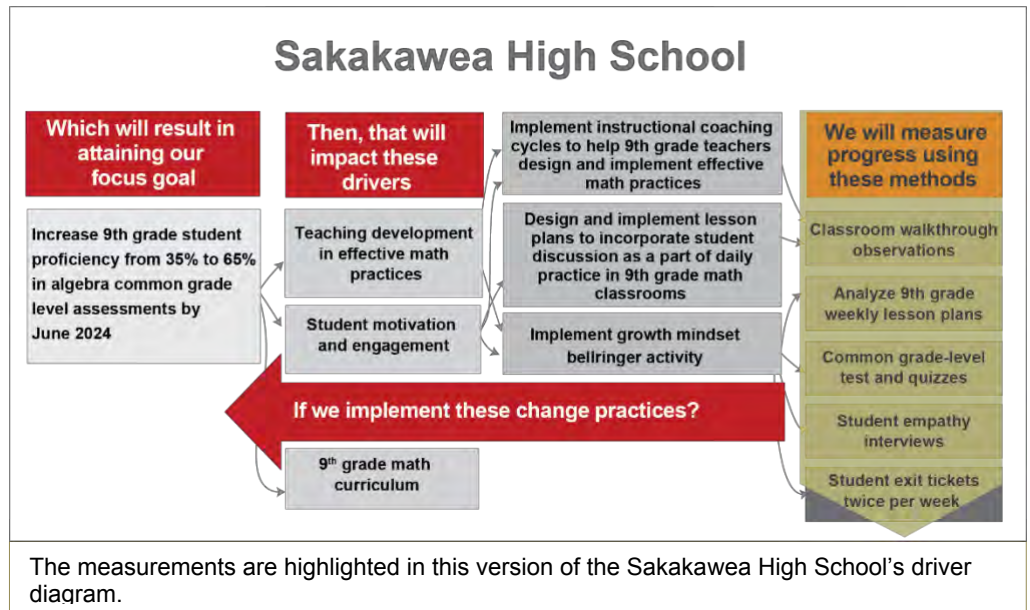 Sakakawea High School
Which will result in
attaining our
focus goal
Increase 9th grade student
proficiency from 35% to 65%
in algebra common grade
level assessments by
June 2024
Then, that will
impact these
drivers
Teaching development
in effective math
practices
Student motivation
and engagement
9th grade math
curriculum
Implement instructional coaching
cycles to help 9th grade teachers
design and implement effective
math practices
Design and implement lesson
plans to incorporate student
discussion as a part of daily
practice in 9th grade math
classrooms
Implement growth mindset
bellringer activity
If we implement these change practices?
We will measure
progress using
these methods
Classroom walkthrough
observations
Analyze 9th grade
weekly lesson plans
Common grade-level
test and quizzes
Student empathy
interviews
Student exit tickets
twice per week
The measurements are highlighted in this version of the Sakakawea High School's driver
diagram.